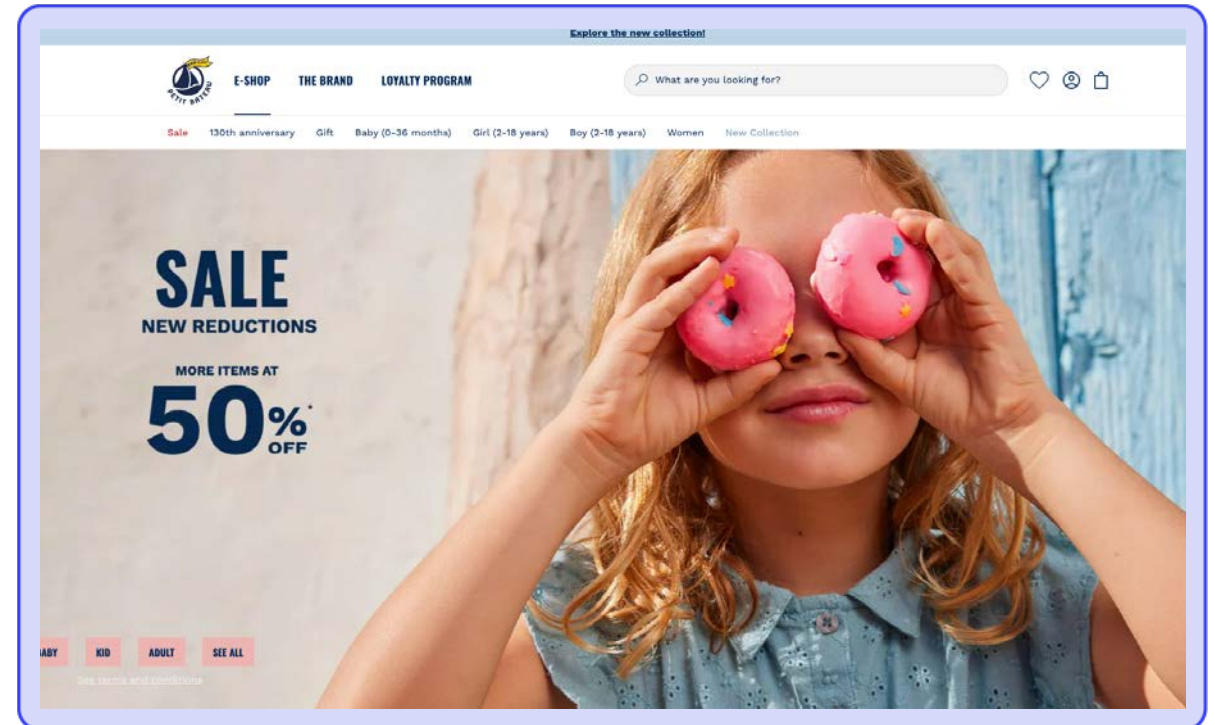 Explore the new collection!
PETIT BATEAU
E-SHOP THE BRAND LOYALTY PROGRAM What are you looking for?
Sale 130th anniversary Gift Baby (0-36 months) Girl (2-18 years) Boy (2-18 years) Women New Collection
SALE
NEW REDUCTIONS
MORE ITEMS AT
50%*
OFF
ABY KID ADULT SEE ALL
See terms and conditions